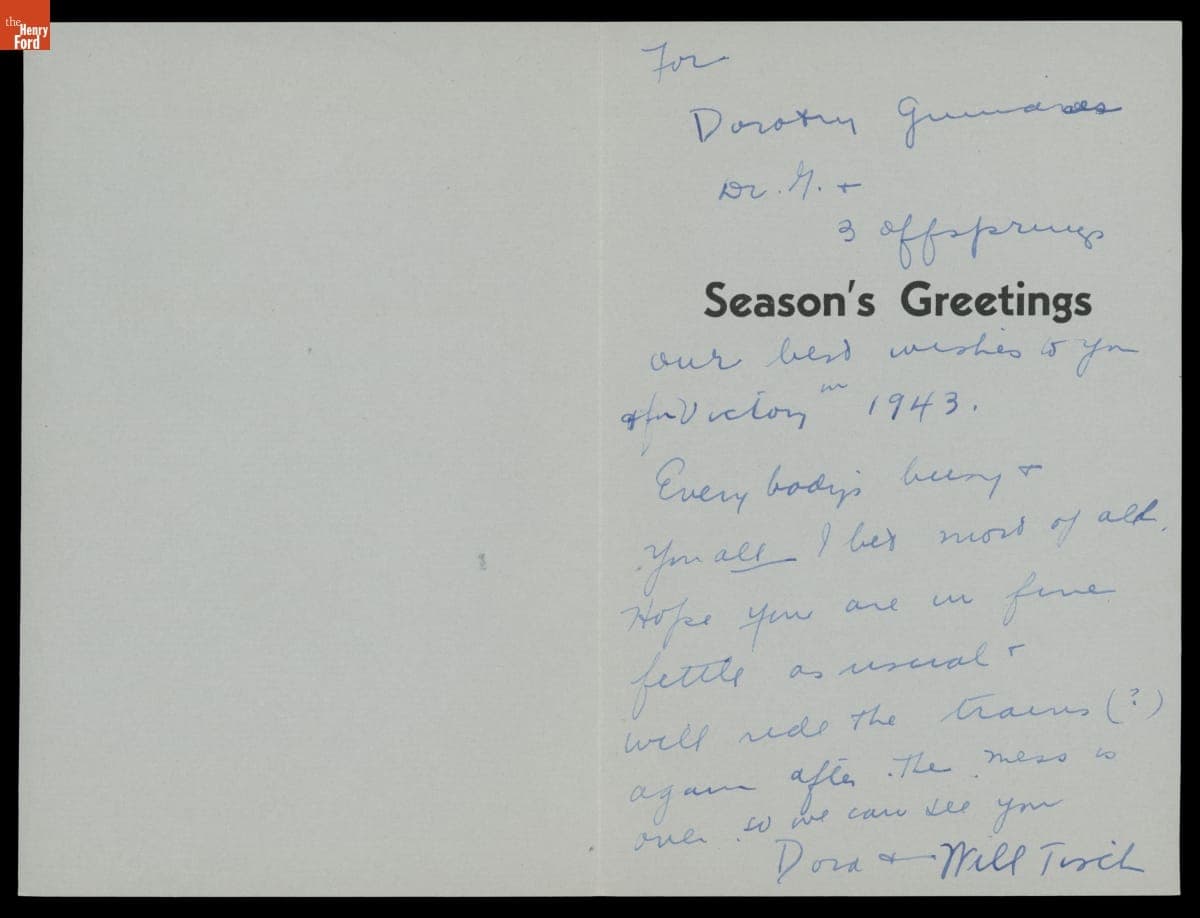 the
Henry
Ford
For
Dorothy
Dr. G. +
3 offsprings
Season's Greetings
our best wishes to you
& for Victory in 1943.
Everybody's busy +
You all I bet most of all.
Hope you are in fine
fettle as usual +
will ride the trains (?)
again after the mess is
over so we can see you
Dora + Will